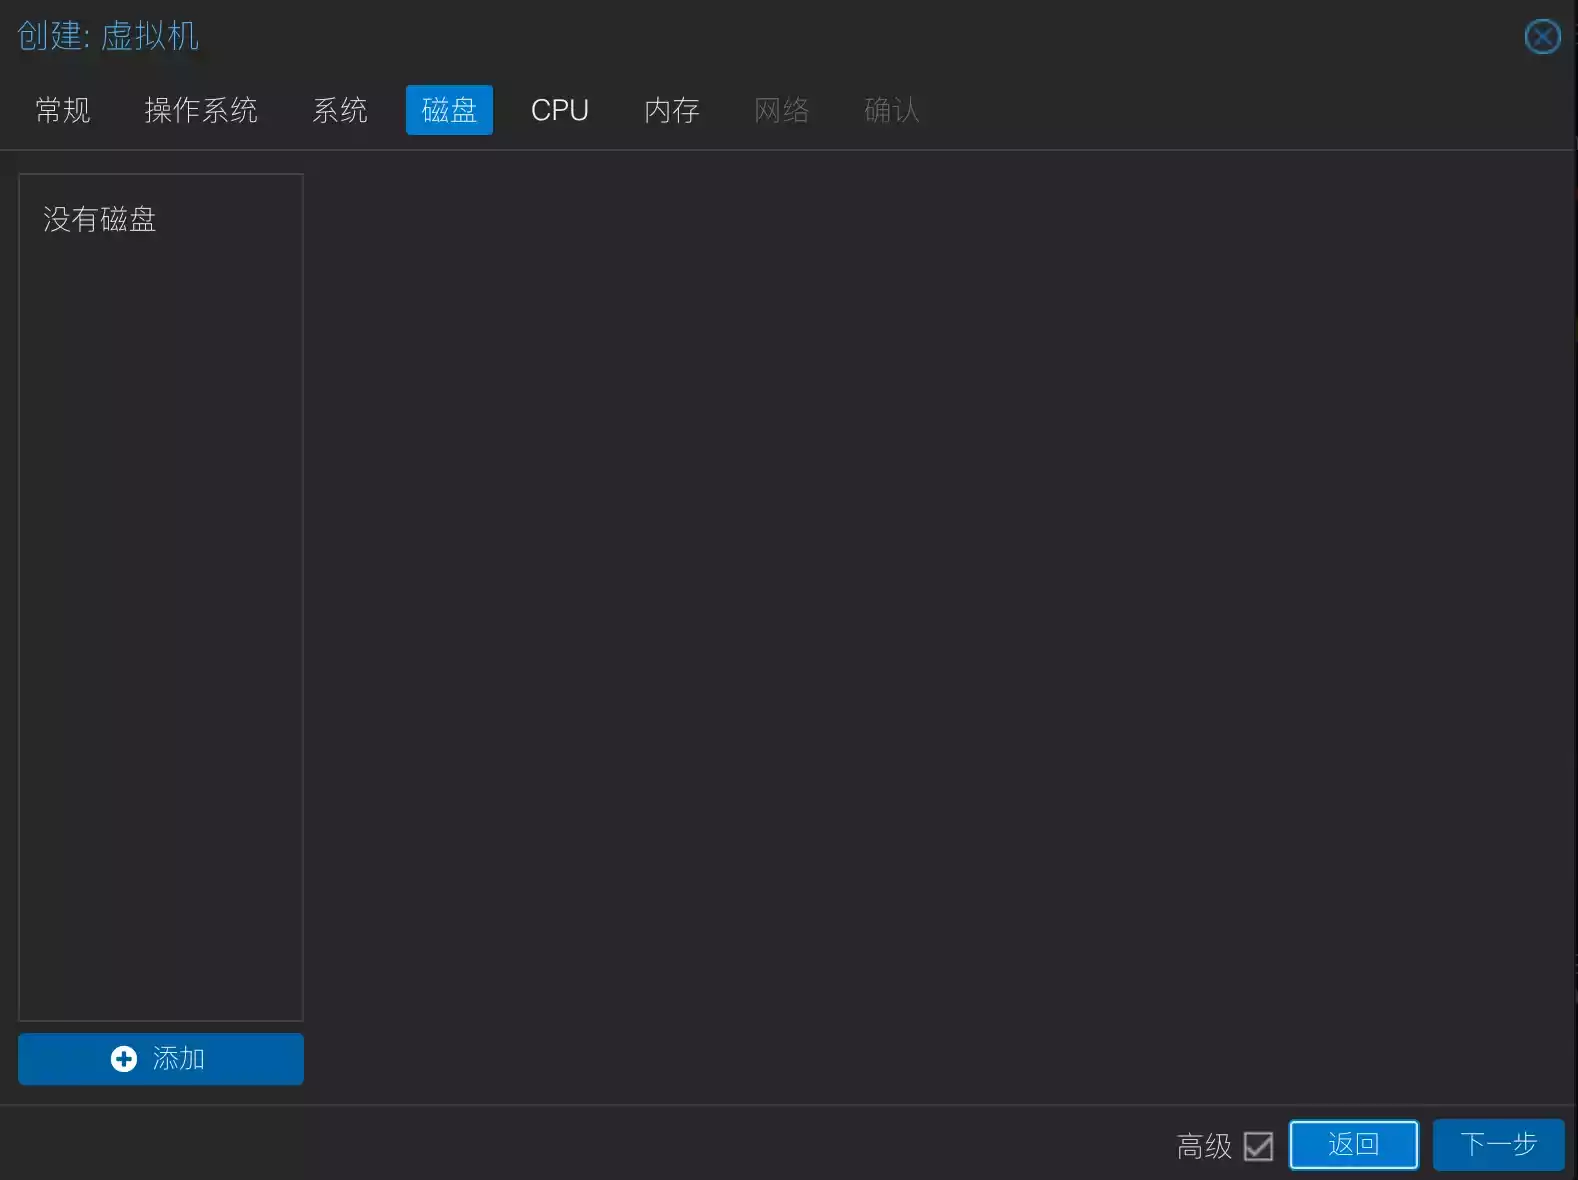 创建: 虚拟机
常规 操作系统 系统 磁盘 CPU 内存 网络 确认
没有磁盘
添加
高级 返回 下一步